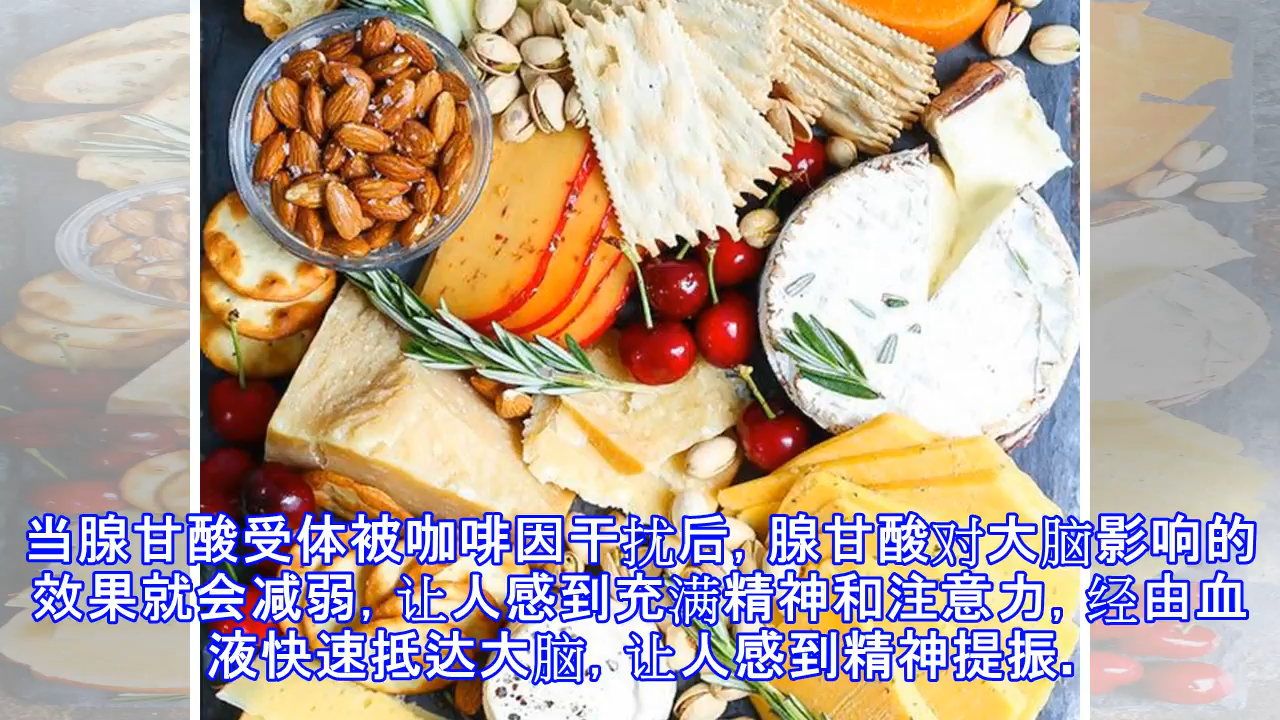 当腺甘酸受体被咖啡因干扰后, 腺甘酸对大脑影响的
效果就会减弱, 让人感到充满精神和注意力, 经由血
液快速抵达大脑, 让人感到精神提振.